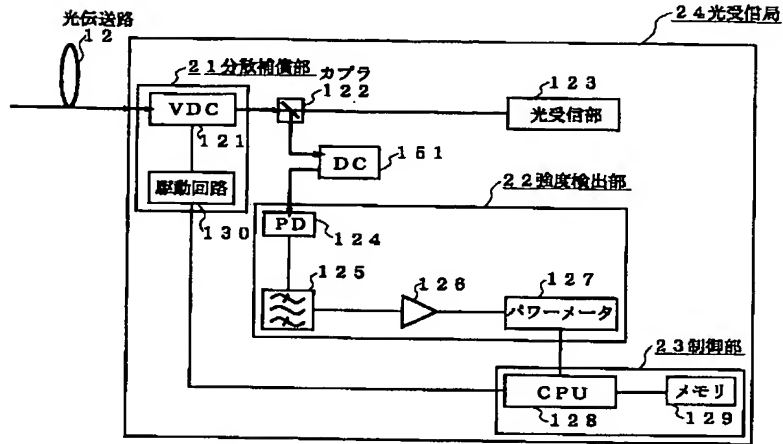 光伝送路
12
24光受信局
21分散補償部
カプラ
122
123
VDC
光受信部
121
DC
151
駆動回路
22強度検出部
130
PD
124
125
126
127
パワーメータ
23制御部
CPU
メモリ
128
129